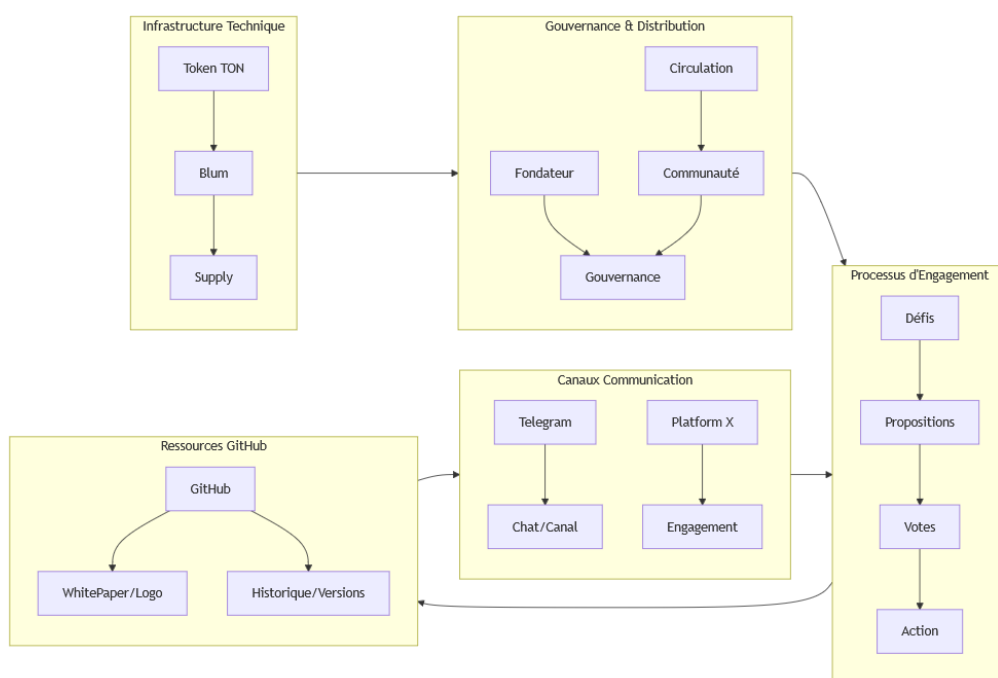 Infrastructure Technique
Token TON
Blum
Supply
Gouvernance & Distribution
Circulation
Fondateur
Communauté
Gouvernance
Processus d'Engagement
Défis
Propositions
Votes
Action
Canaux Communication
Telegram
Platform X
Chat/Canal
Engagement
Ressources GitHub
GitHub
WhitePaper/Logo
Historique/Versions